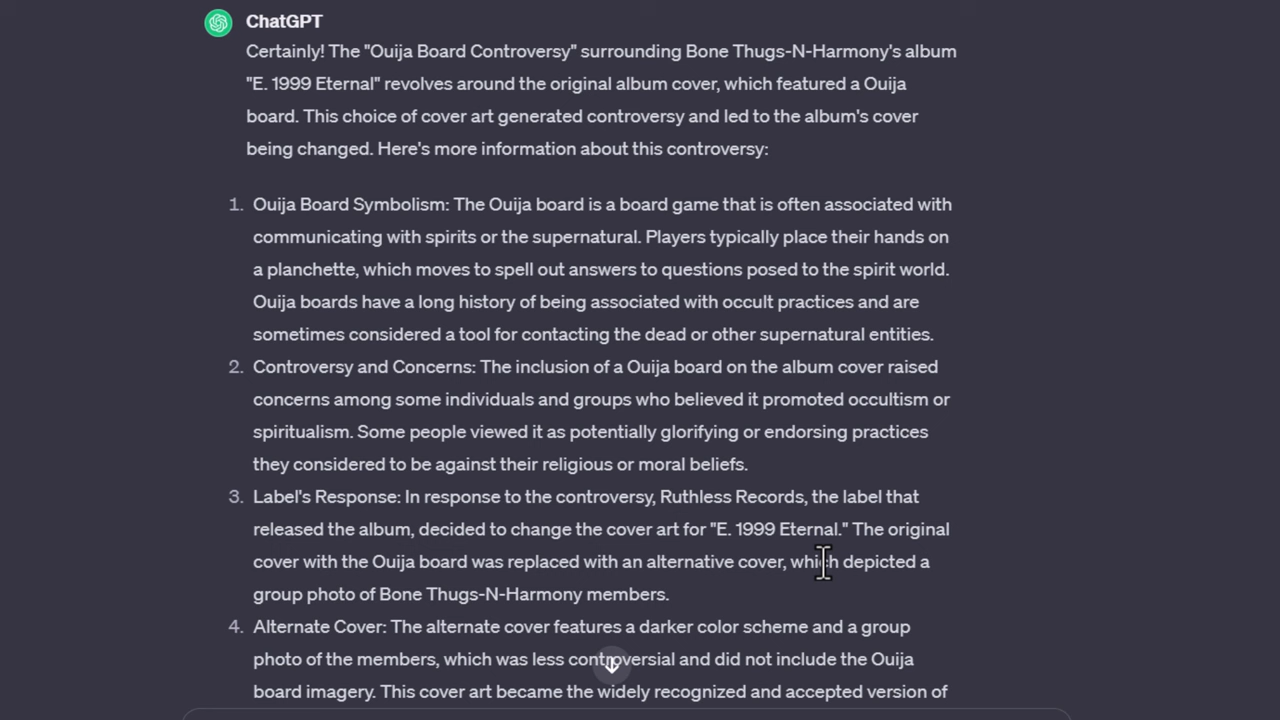 ChatGPT
Certainly! The "Ouija Board Controversy" surrounding Bone Thugs-N-Harmony's album
"E. 1999 Eternal" revolves around the original album cover, which featured a Ouija
board. This choice of cover art generated controversy and led to the album's cover
being changed. Here's more information about this controversy:
1. Ouija Board Symbolism: The Ouija board is a board game that is often associated with
communicating with spirits or the supernatural. Players typically place their hands on
a planchette, which moves to spell out answers to questions posed to the spirit world.
Ouija boards have a long history of being associated with occult practices and are
sometimes considered a tool for contacting the dead or other supernatural entities.
2. Controversy and Concerns: The inclusion of a Ouija board on the album cover raised
concerns among some individuals and groups who believed it promoted occultism or
spiritualism. Some people viewed it as potentially glorifying or endorsing practices
they considered to be against their religious or moral beliefs.
3. Label's Response: In response to the controversy, Ruthless Records, the label that
released the album, decided to change the cover art for "E. 1999 Eternal." The original
cover with the Ouija board was replaced with an alternative cover, which depicted a
group photo of Bone Thugs-N-Harmony members.
4. Alternate Cover: The alternate cover features a darker color scheme and a group
photo of the members, which was less controversial and did not include the Ouija
board imagery. This cover art became the widely recognized and accepted version of